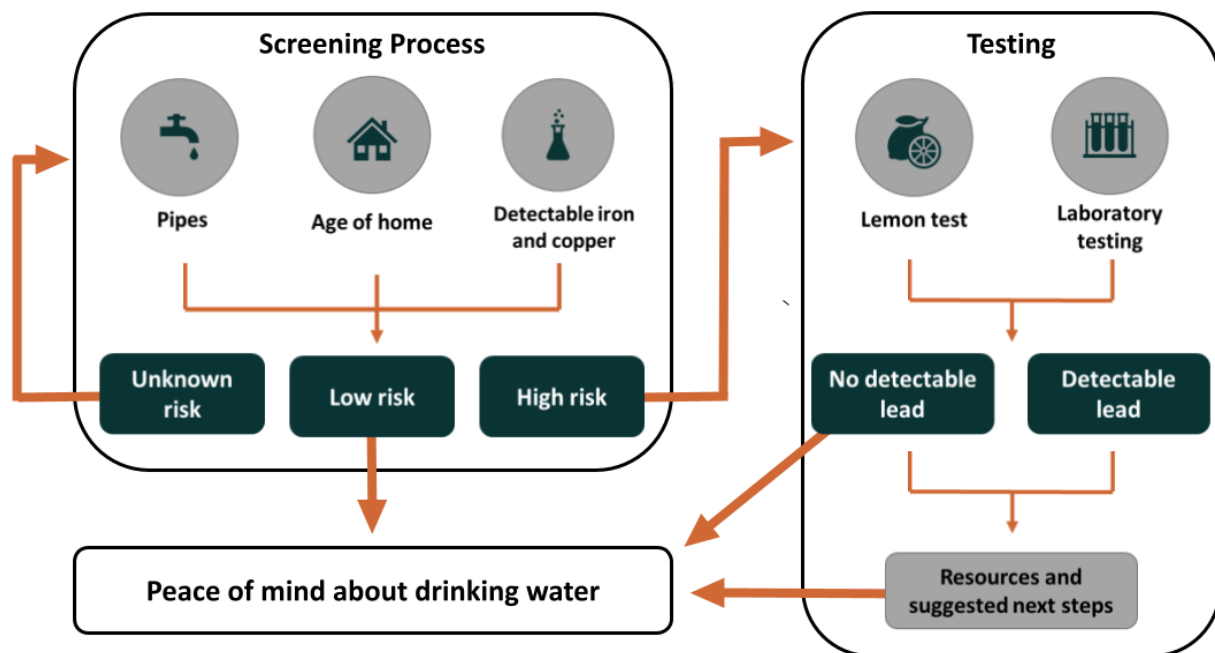 Screening Process
Pipes
Age of home
Detectable iron
and copper
Unknown
risk
Low risk
High risk
Testing
Lemon test
Laboratory
testing
No detectable
lead
Detectable
lead
Resources and
suggested next steps
Peace of mind about drinking water